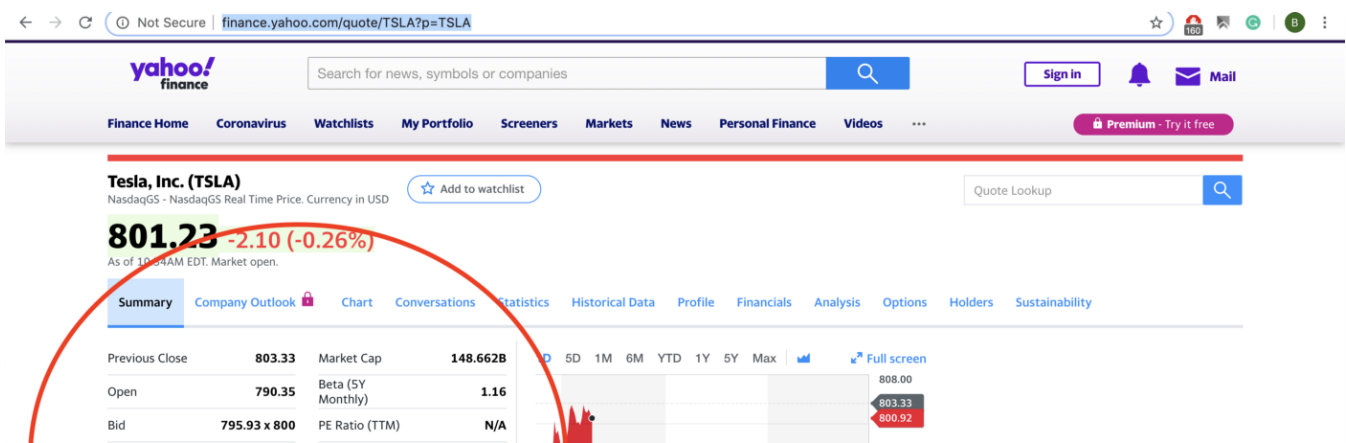 Not Secure | finance.yahoo.com/quote/TSLA?p=TSLA
160
G
B
yahoo!
finance
Search for news, symbols or companies
Sign in
Mail
Finance Home Coronavirus Watchlists My Portfolio Screeners Markets News Personal Finance Videos ...
Premium - Try it free
Tesla, Inc. (TSLA)
NasdaqGS - NasdaqGS Real Time Price. Currency in USD
Add to watchlist
Quote Lookup
801.23 -2.10 (-0.26%)
As of 10:34AM EDT. Market open.
Summary Company Outlook Chart Conversations Statistics Historical Data Profile Financials Analysis Options Holders Sustainability
Previous Close 803.33 Market Cap 148.662B
Open 790.35 Beta (5Y
Monthly) 1.16
Bid 795.93 x 800 PE Ratio (TTM) N/A
1D 5D 1M 6M YTD 1Y 5Y Max Full screen
808.00
803.33
800.92